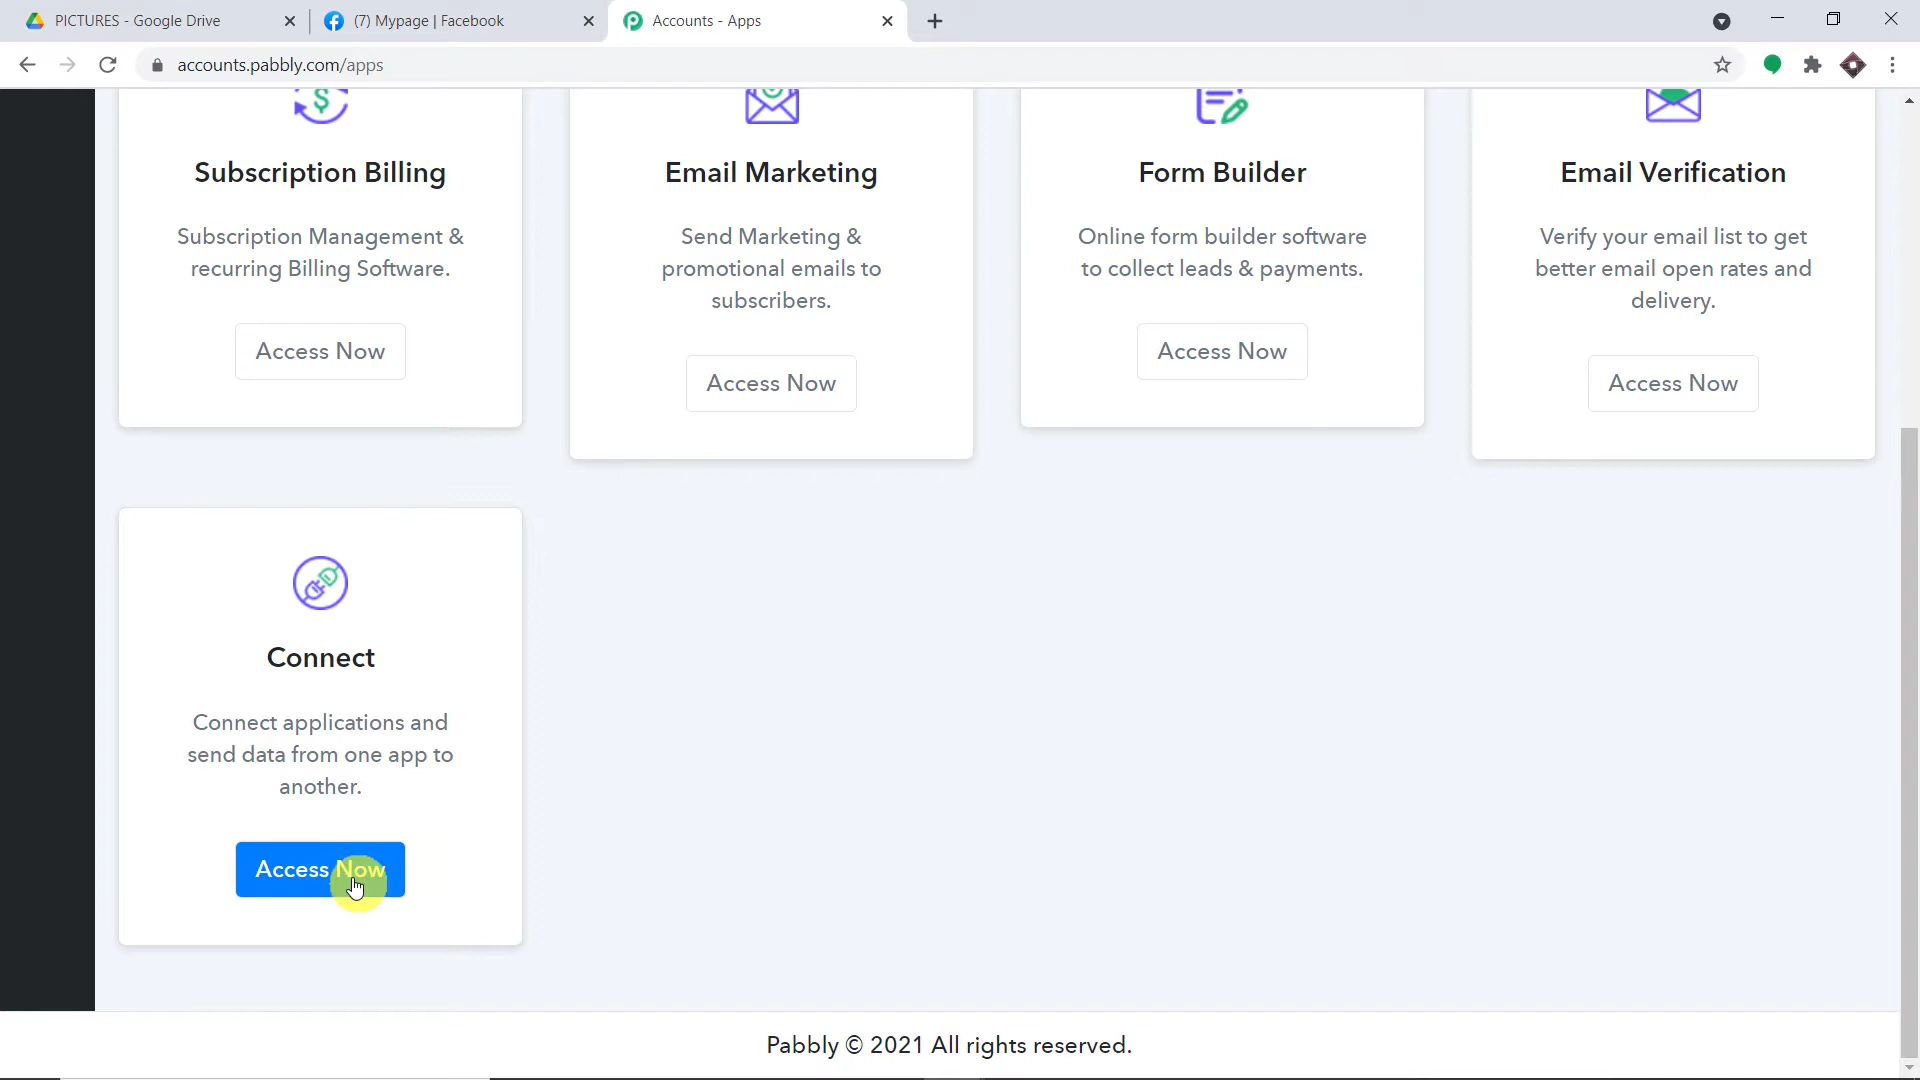 PICTURES - Google Drive
(7) Mypage | Facebook
Accounts - Apps
accounts.pabbly.com/apps
Subscription Billing
Subscription Management &
recurring Billing Software.
Access Now
Email Marketing
Send Marketing &
promotional emails to
subscribers.
Access Now
Form Builder
Online form builder software
to collect leads & payments.
Access Now
Email Verification
Verify your email list to get
better email open rates and
delivery.
Access Now
Connect
Connect applications and
send data from one app to
another.
Access Now
Pabbly © 2021 All rights reserved.